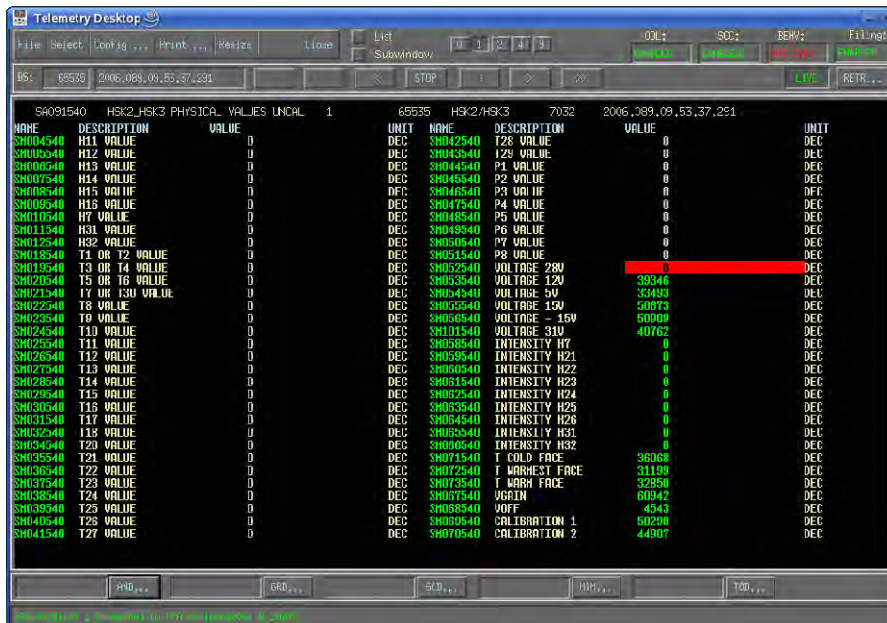 Telemetry Desktop
File Select Config ... Print ... Resize Close List Subwindow 0 1 2 4 9 ODL: SCC: BEHV: Filing:
DS: 65535 2006.089.09.53.37.291 < STOP > >> LIVE RETR...
SA091540 HSK2_HSK3 PHYSICAL VALUES UNCAL 1 65535 HSK2/HSK3 7032 2006.089.09.53.37.291
NAME DESCRIPTION VALUE UNIT NAME DESCRIPTION VALUE UNIT
SM004540 H11 VALUE 0 DEC SM042540 T28 VALUE 0 DEC
SM005540 H12 VALUE 0 DEC SM043540 T29 VALUE 0 DEC
SM006540 H13 VALUE 0 DEC SM044540 P1 VALUE 0 DEC
SM007540 H14 VALUE 0 DEC SM045540 P2 VALUE 0 DEC
SM008540 H15 VALUE 0 DEC SM046540 P3 VALUE 0 DEC
SM009540 H16 VALUE 0 DEC SM047540 P4 VALUE 0 DEC
SM010540 H7 VALUE 0 DEC SM048540 P5 VALUE 0 DEC
SM011540 H31 VALUE 0 DEC SM049540 P6 VALUE 0 DEC
SM012540 H32 VALUE 0 DEC SM050540 P7 VALUE 0 DEC
SM018540 T1 OR T2 VALUE 0 DEC SM051540 P8 VALUE 0 DEC
SM019540 T3 OR T4 VALUE 0 DEC SM052540 VOLTAGE 28V 0 DEC
SM020540 T5 OR T6 VALUE 0 DEC SM053540 VOLTAGE 12V 39346 DEC
SM021540 T7 OR T30 VALUE 0 DEC SM054540 VOLTAGE 5V 33493 DEC
SM022540 T8 VALUE 0 DEC SM055540 VOLTAGE 15V 50873 DEC
SM023540 T9 VALUE 0 DEC SM056540 VOLTAGE - 15V 50909 DEC
SM024540 T10 VALUE 0 DEC SM101540 VOLTAGE 31V 40762 DEC
SM025540 T11 VALUE 0 DEC SM058540 INTENSITY H7 0 DEC
SM026540 T12 VALUE 0 DEC SM059540 INTENSITY H21 0 DEC
SM027540 T13 VALUE 0 DEC SM060540 INTENSITY H22 0 DEC
SM028540 T14 VALUE 0 DEC SM061540 INTENSITY H23 0 DEC
SM029540 T15 VALUE 0 DEC SM062540 INTENSITY H24 0 DEC
SM030540 T16 VALUE 0 DEC SM063540 INTENSITY H25 0 DEC
SM031540 T17 VALUE 0 DEC SM064540 INTENSITY H26 0 DEC
SM032540 T18 VALUE 0 DEC SM065540 INTENSITY H31 0 DEC
SM034540 T20 VALUE 0 DEC SM066540 INTENSITY H32 0 DEC
SM035540 T21 VALUE 0 DEC SM071540 T COLD FACE 36068 DEC
SM036540 T22 VALUE 0 DEC SM072540 T WARMEST FACE 31199 DEC
SM037540 T23 VALUE 0 DEC SM073540 T WARM FACE 32850 DEC
SM038540 T24 VALUE 0 DEC SM067540 VGAIN 60942 DEC
SM039540 T25 VALUE 0 DEC SM068540 VOFF 4543 DEC
SM040540 T26 VALUE 0 DEC SM069540 CALIBRATION 1 50290 DEC
SM041540 T27 VALUE 0 DEC SM070540 CALIBRATION 2 44907 DEC
AND... GRD... SCD... MIM... TOD...